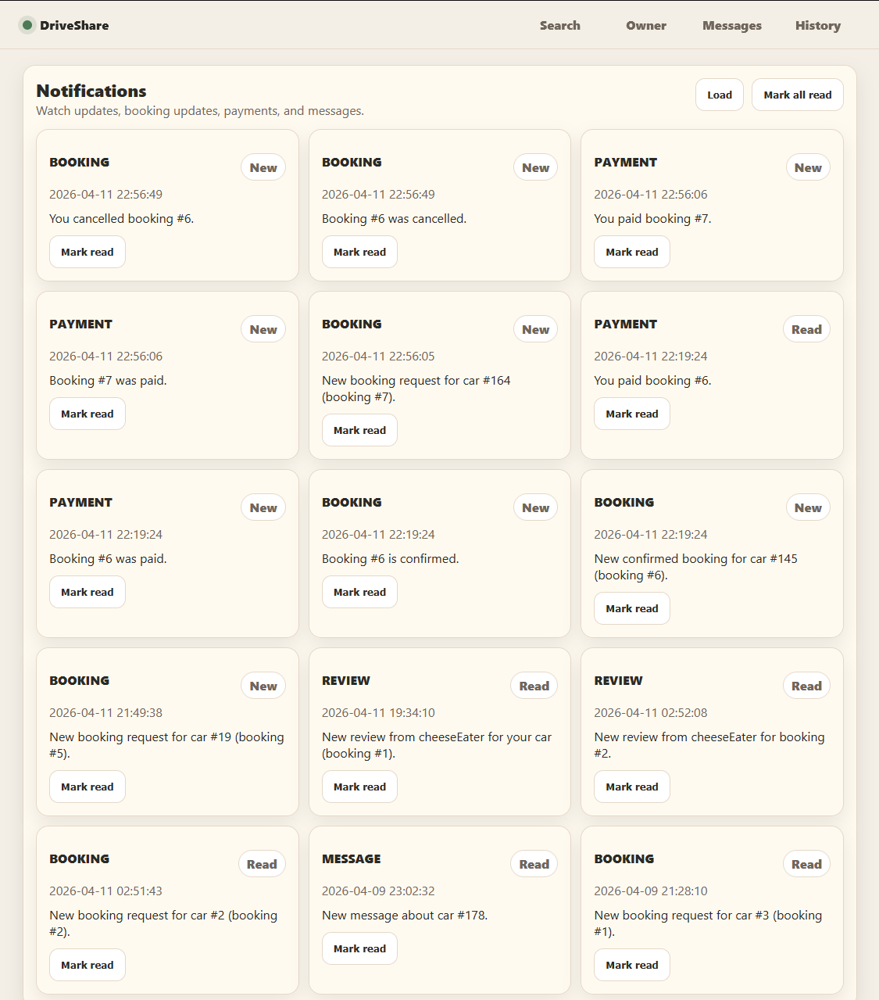 DriveShare
Search
Owner
Messages
History
Notifications
Watch updates, booking updates, payments, and messages.
Load
Mark all read
BOOKING
New
2026-04-11 22:56:49
You cancelled booking #6.
Mark read
BOOKING
New
2026-04-11 22:56:49
Booking #6 was cancelled.
Mark read
PAYMENT
New
2026-04-11 22:56:06
You paid booking #7.
Mark read
PAYMENT
New
2026-04-11 22:56:06
Booking #7 was paid.
Mark read
BOOKING
New
2026-04-11 22:56:05
New booking request for car #164
(booking #7).
Mark read
PAYMENT
Read
2026-04-11 22:19:24
You paid booking #6.
Mark read
PAYMENT
New
2026-04-11 22:19:24
Booking #6 was paid.
Mark read
BOOKING
New
2026-04-11 22:19:24
Booking #6 is confirmed.
Mark read
BOOKING
New
2026-04-11 22:19:24
New confirmed booking for car #145
(booking #6).
Mark read
BOOKING
New
2026-04-11 21:49:38
New booking request for car #19 (booking
#5).
Mark read
REVIEW
Read
2026-04-11 19:34:10
New review from cheeseEater for your car
(booking #1).
Mark read
REVIEW
Read
2026-04-11 02:52:08
New review from cheeseEater for booking
#2.
Mark read
BOOKING
Read
2026-04-11 02:51:43
New booking request for car #2 (booking
#2).
Mark read
MESSAGE
Read
2026-04-09 23:02:32
New message about car #178.
Mark read
BOOKING
Read
2026-04-09 21:28:10
New booking request for car #3 (booking
#1).
Mark read